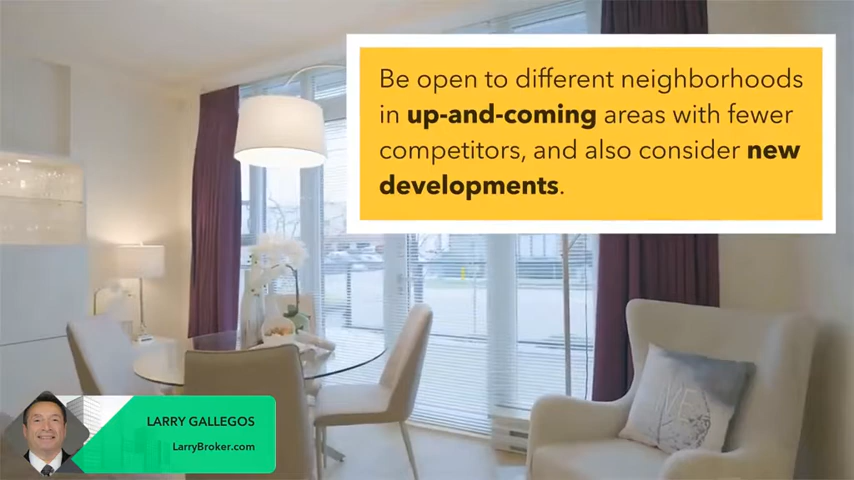 Be open to different neighborhoods
in up-and-coming areas with fewer
competitors, and also consider new
developments.
LARRY GALLEGOS
LarryBroker.com